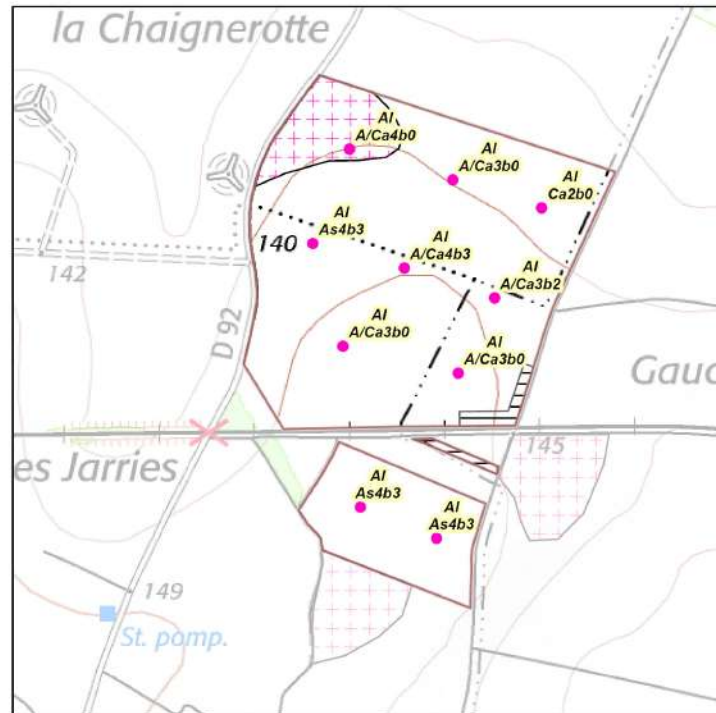 la Chaignerotte
Al
A/Ca4b0
Al
A/Ca3b0
Al
Ca2b0
Al
As4b3
140
Al
A/Ca4b3
Al
A/Ca3b2
142
D 92
Al
A/Ca3b0
Al
A/Ca3b0
Gauc
145
es Jarries
Al
As4b3
Al
As4b3
149
St. pomp.